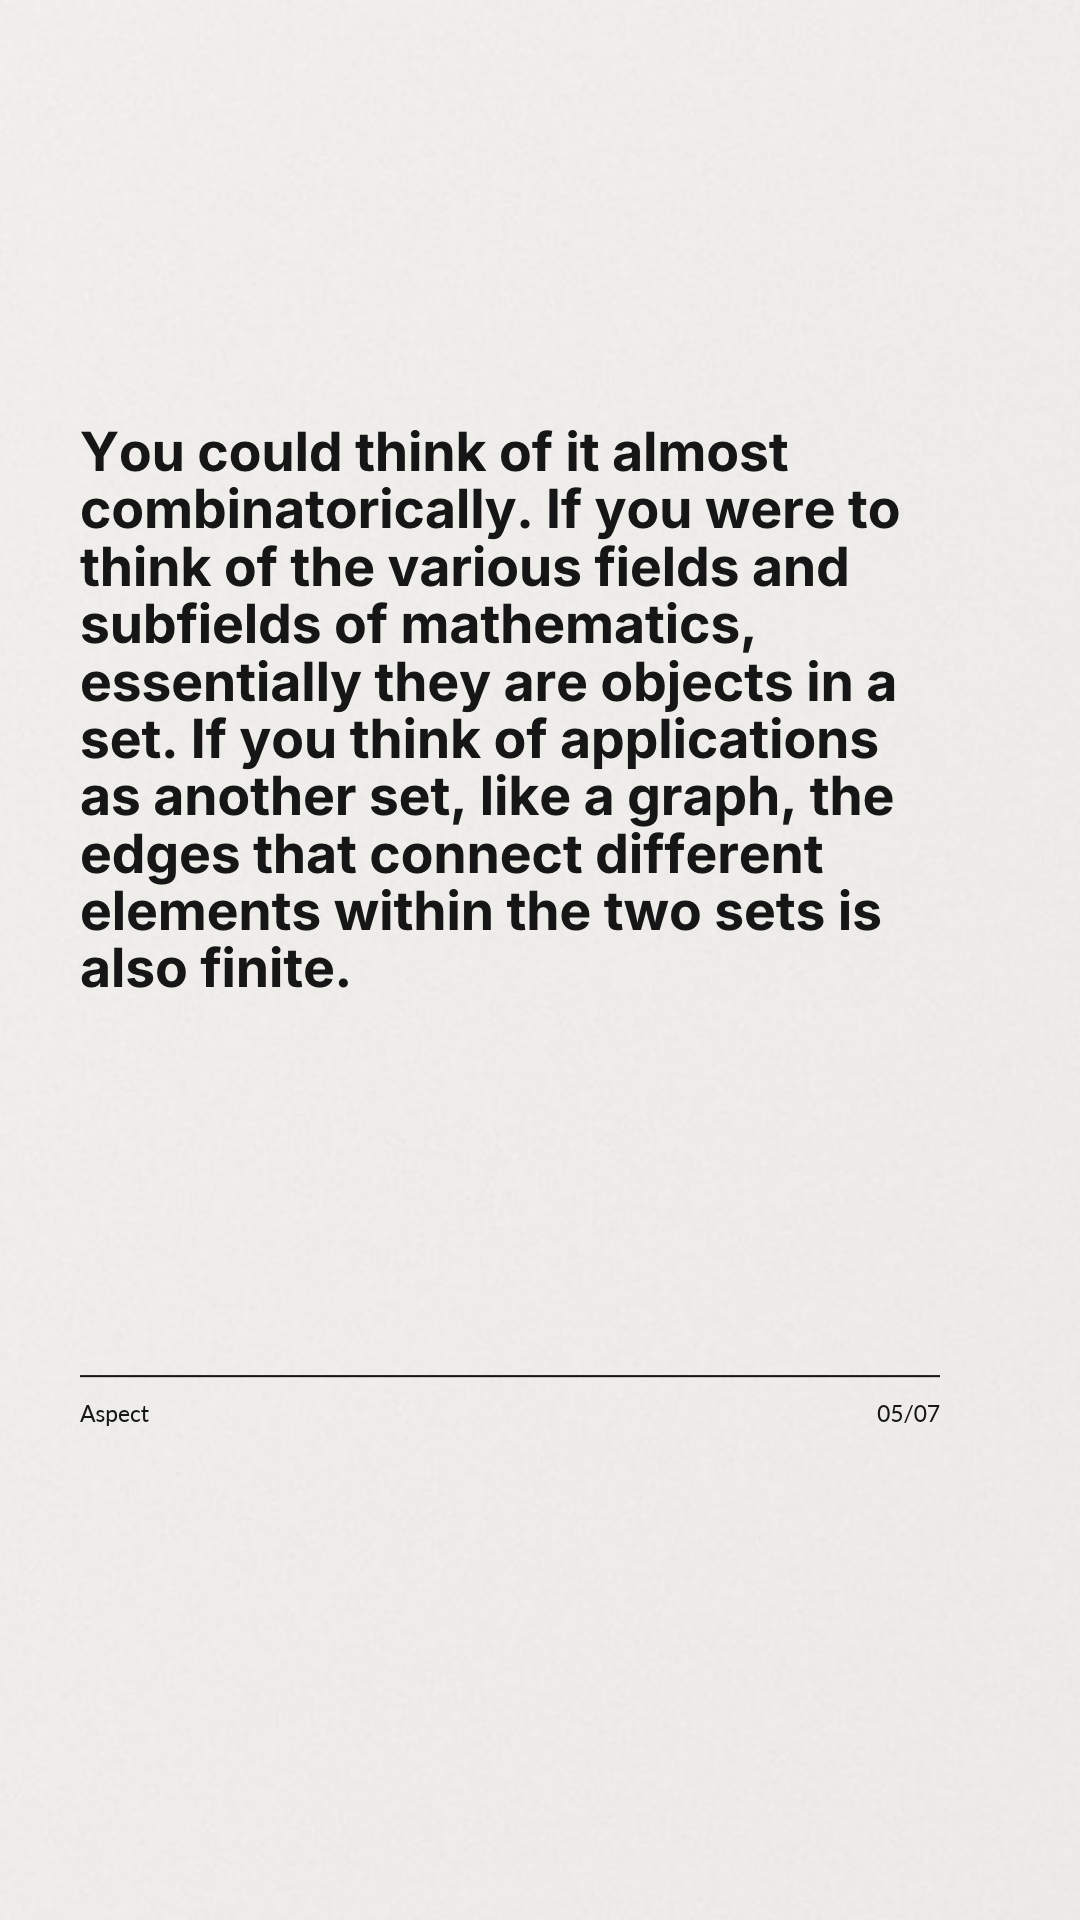 You could think of it almost
combinatorically. If you were to
think of the various fields and
subfields of mathematics,
essentially they are objects in a
set. If you think of applications
as another set, like a graph, the
edges that connect different
elements within the two sets is
also finite.
Aspect
05/07